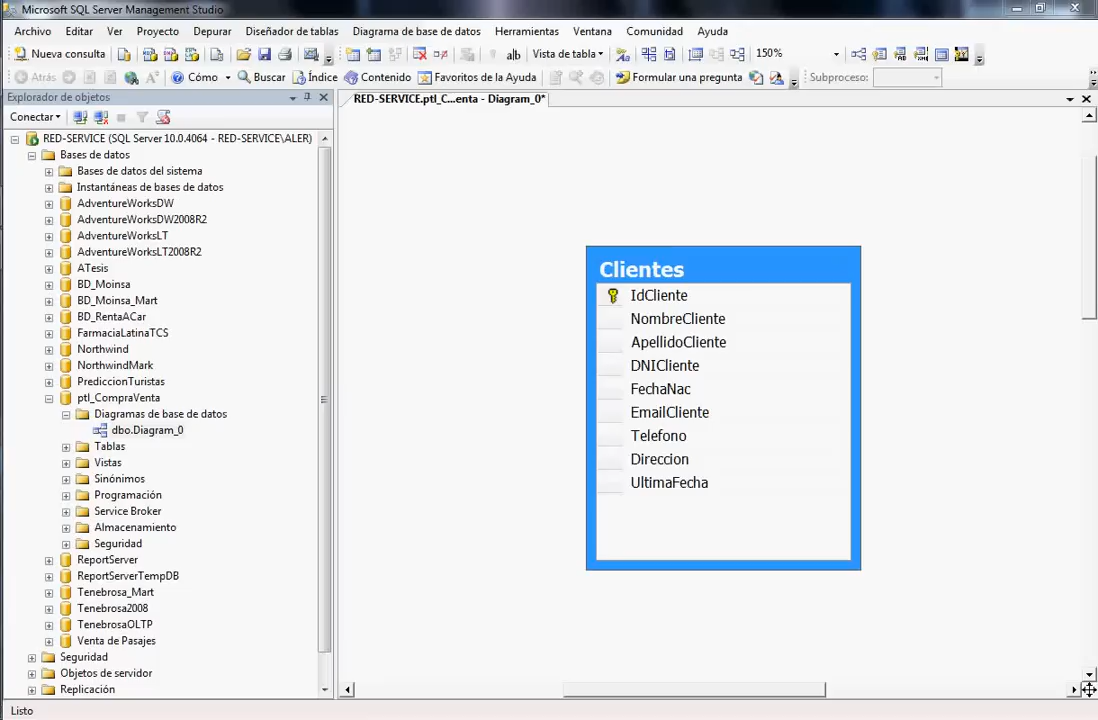 Microsoft SQL Server Management Studio
Archivo Editar Ver Proyecto Depurar Diseñador de tablas Diagrama de base de datos Herramientas Ventana Comunidad Ayuda
Nueva consulta ab Vista de tabla 150%
Atrás Cómo Buscar Índice Contenido Favoritos de la Ayuda Formular una pregunta Subproceso:
Explorador de objetos
RED-SERVICE.ptl_C...enta - Diagram_0*
Conectar
RED-SERVICE (SQL Server 10.0.4064 - RED-SERVICE\ALER)
Bases de datos
Bases de datos del sistema
Instantáneas de bases de datos
AdventureWorksDW
AdventureWorksDW2008R2
AdventureWorksLT
AdventureWorksLT2008R2
ATesis
BD_Moinsa
BD_Moinsa_Mart
BD_RentaACar
FarmaciaLatinaTCS
Northwind
NorthwindMark
PrediccionTuristas
ptl_CompraVenta
Diagramas de base de datos
dbo.Diagram_0
Tablas
Vistas
Sinónimos
Programación
Service Broker
Almacenamiento
Seguridad
ReportServer
ReportServerTempDB
Tenebrosa_Mart
Tenebrosa2008
TenebrosaOLTP
Venta de Pasajes
Seguridad
Objetos de servidor
Replicación
Clientes
IdCliente
NombreCliente
ApellidoCliente
DNICliente
FechaNac
EmailCliente
Telefono
Direccion
UltimaFecha
Listo